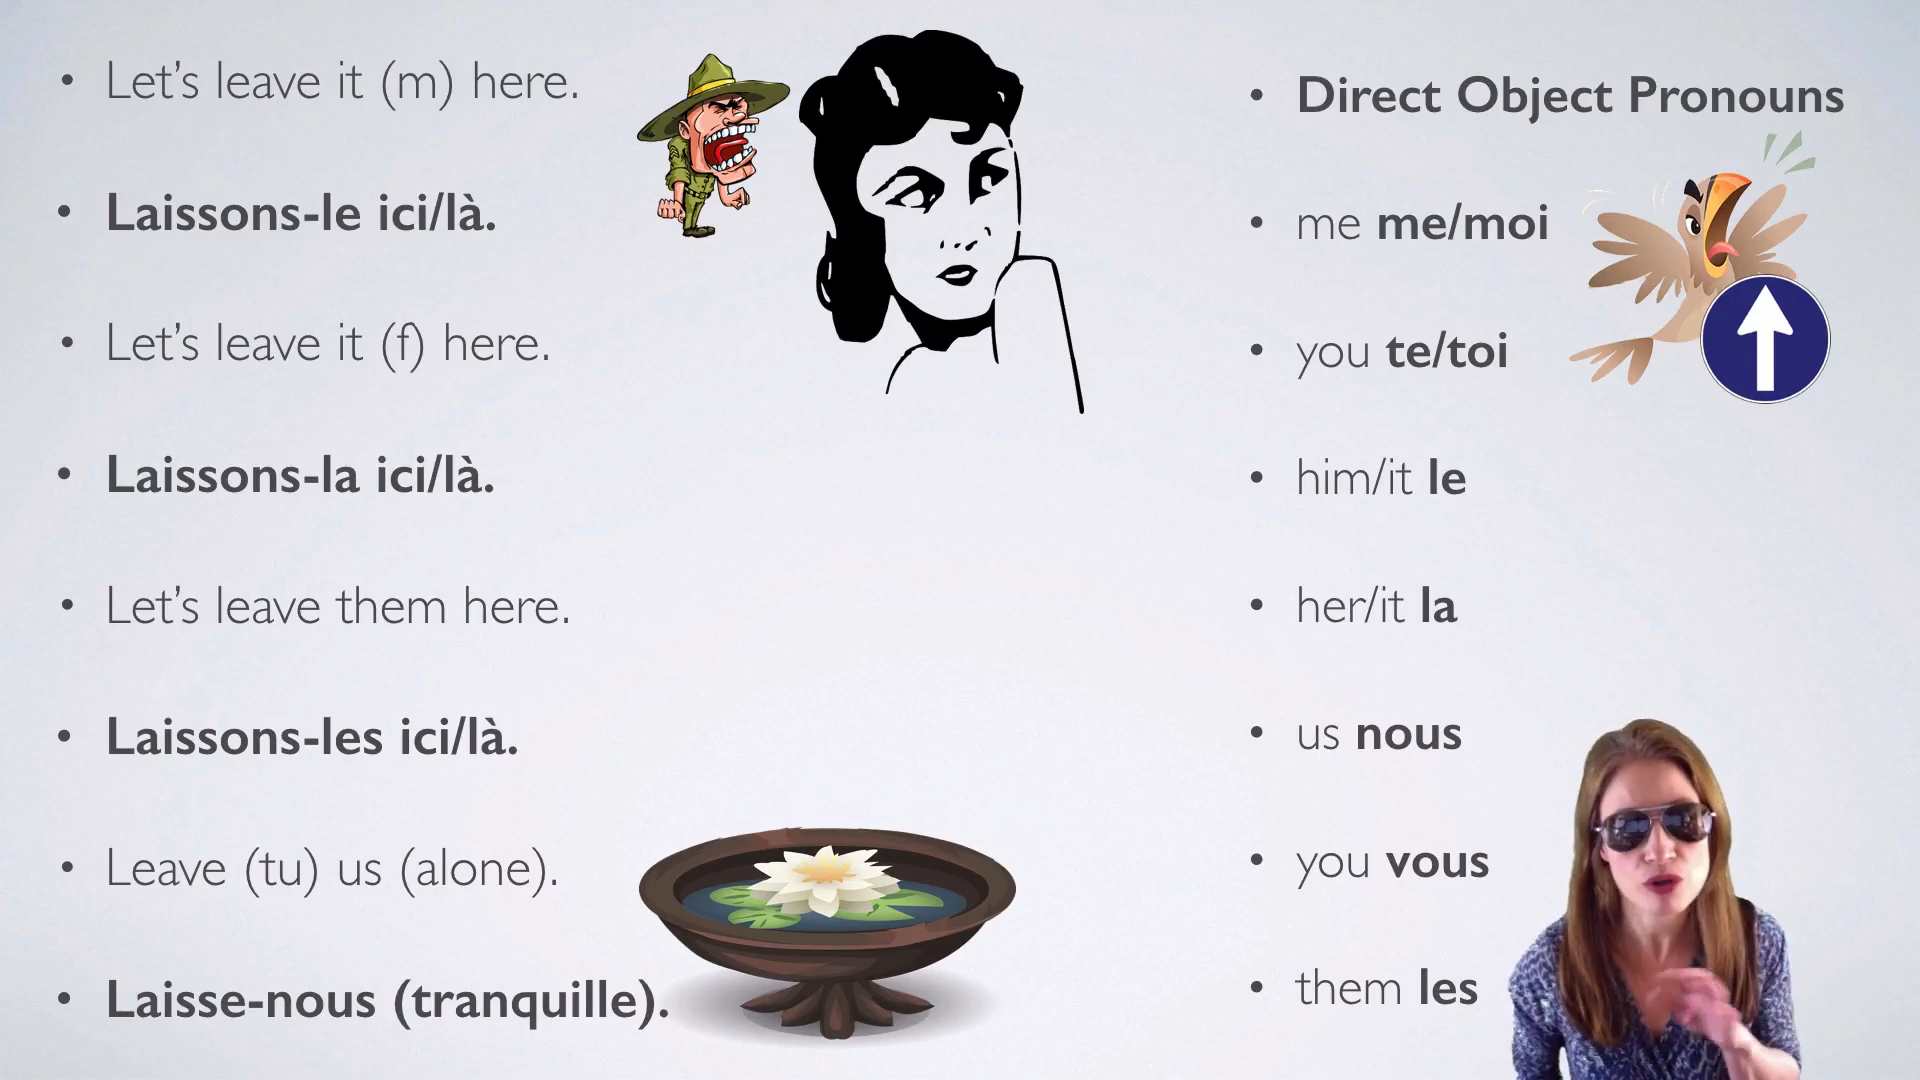 • Let's leave it (m) here.
• Laissons-le ici/là.
• Let's leave it (f) here.
• Laissons-la ici/là.
• Let's leave them here.
• Laissons-les ici/là.
• Leave (tu) us (alone).
• Laisse-nous (tranquille).
• Direct Object Pronouns
• me me/moi
• you te/toi
• him/it le
• her/it la
• us nous
• you vous
• them les